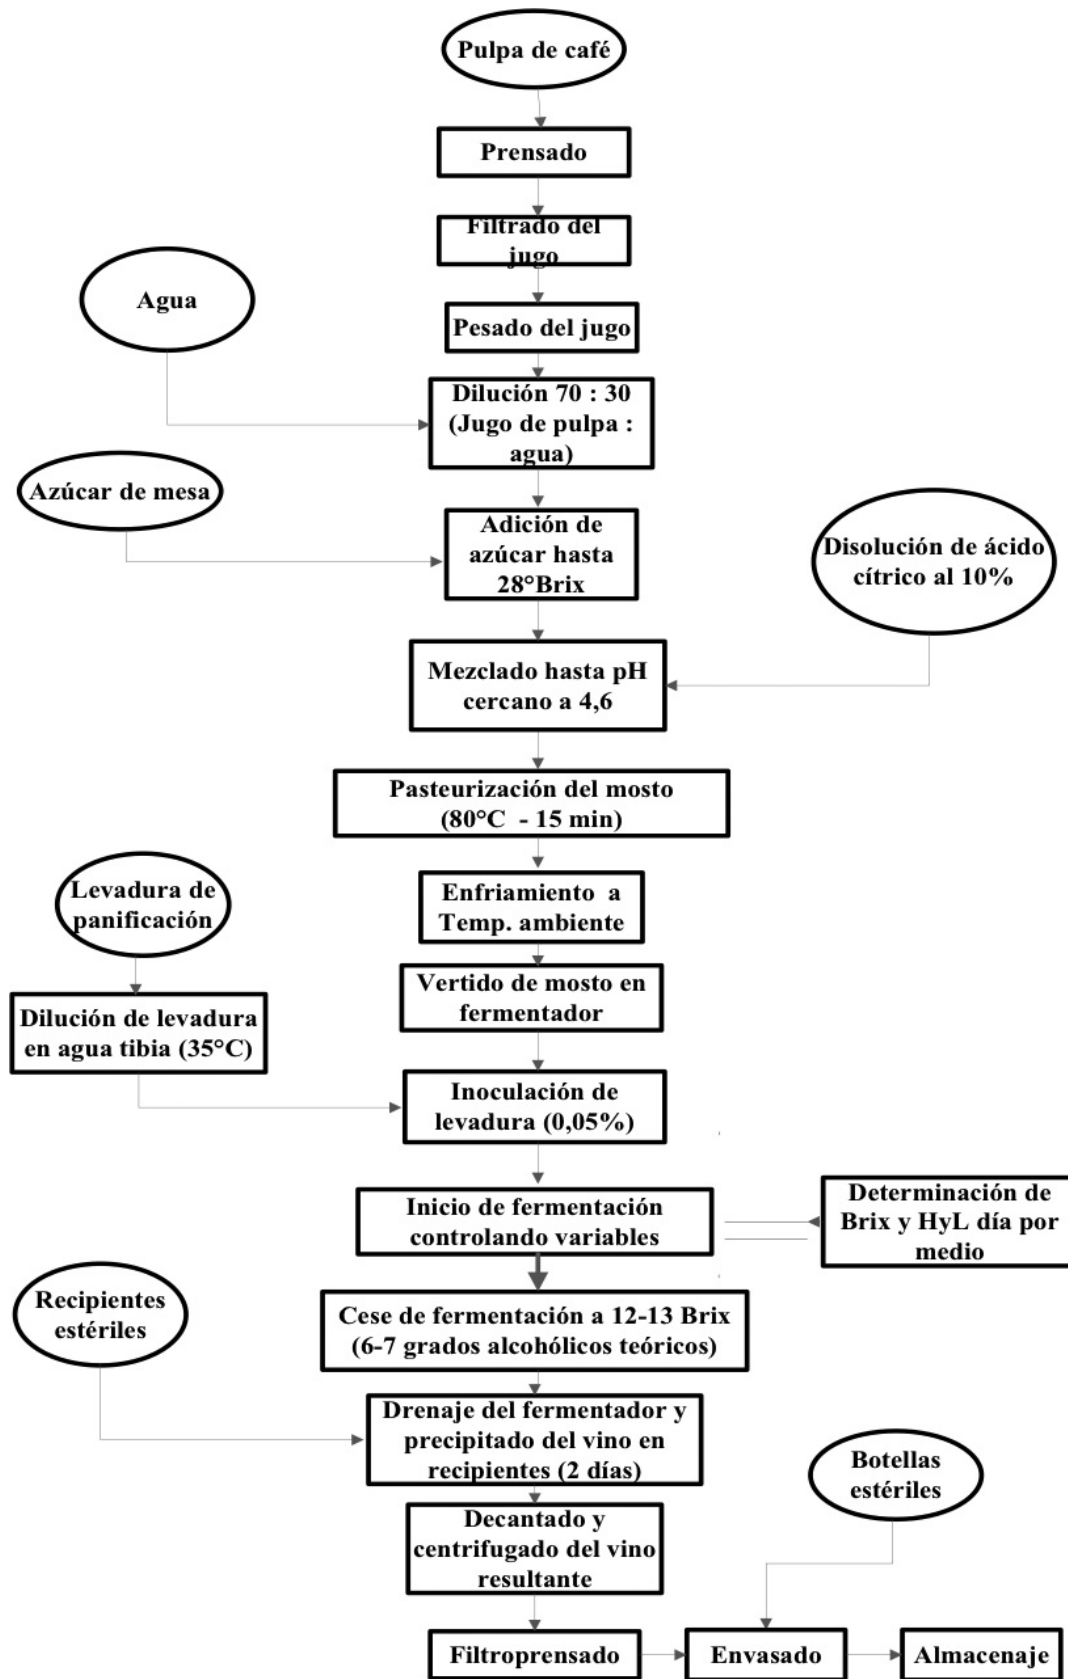 Pulpa de café
Prensado
Filtrado del
jugo
Agua
Pesado del jugo
Dilución 70 : 30
(Jugo de pulpa :
agua)
Azúcar de mesa
Adición de
azúcar hasta
28°Brix
Disolución de ácido
cítrico al 10%
Mezclado hasta pH
cercano a 4,6
Pasteurización del mosto
(80°C - 15 min)
Levadura de
panificación
Enfriamiento a
Temp. ambiente
Vertido de mosto en
fermentador
Dilución de levadura
en agua tibia (35°C)
Inoculación de
levadura (0,05%)
Inicio de fermentación
controlando variables
Determinación de
Brix y HyL día por
medio
Recipientes
estériles
Cese de fermentación a 12-13 Brix
(6-7 grados alcohólicos teóricos)
Drenaje del fermentador y
precipitado del vino en
recipientes (2 días)
Botellas
estériles
Decantado y
centrifugado del vino
resultante
Filtroprensado
Envasado
Almacenaje